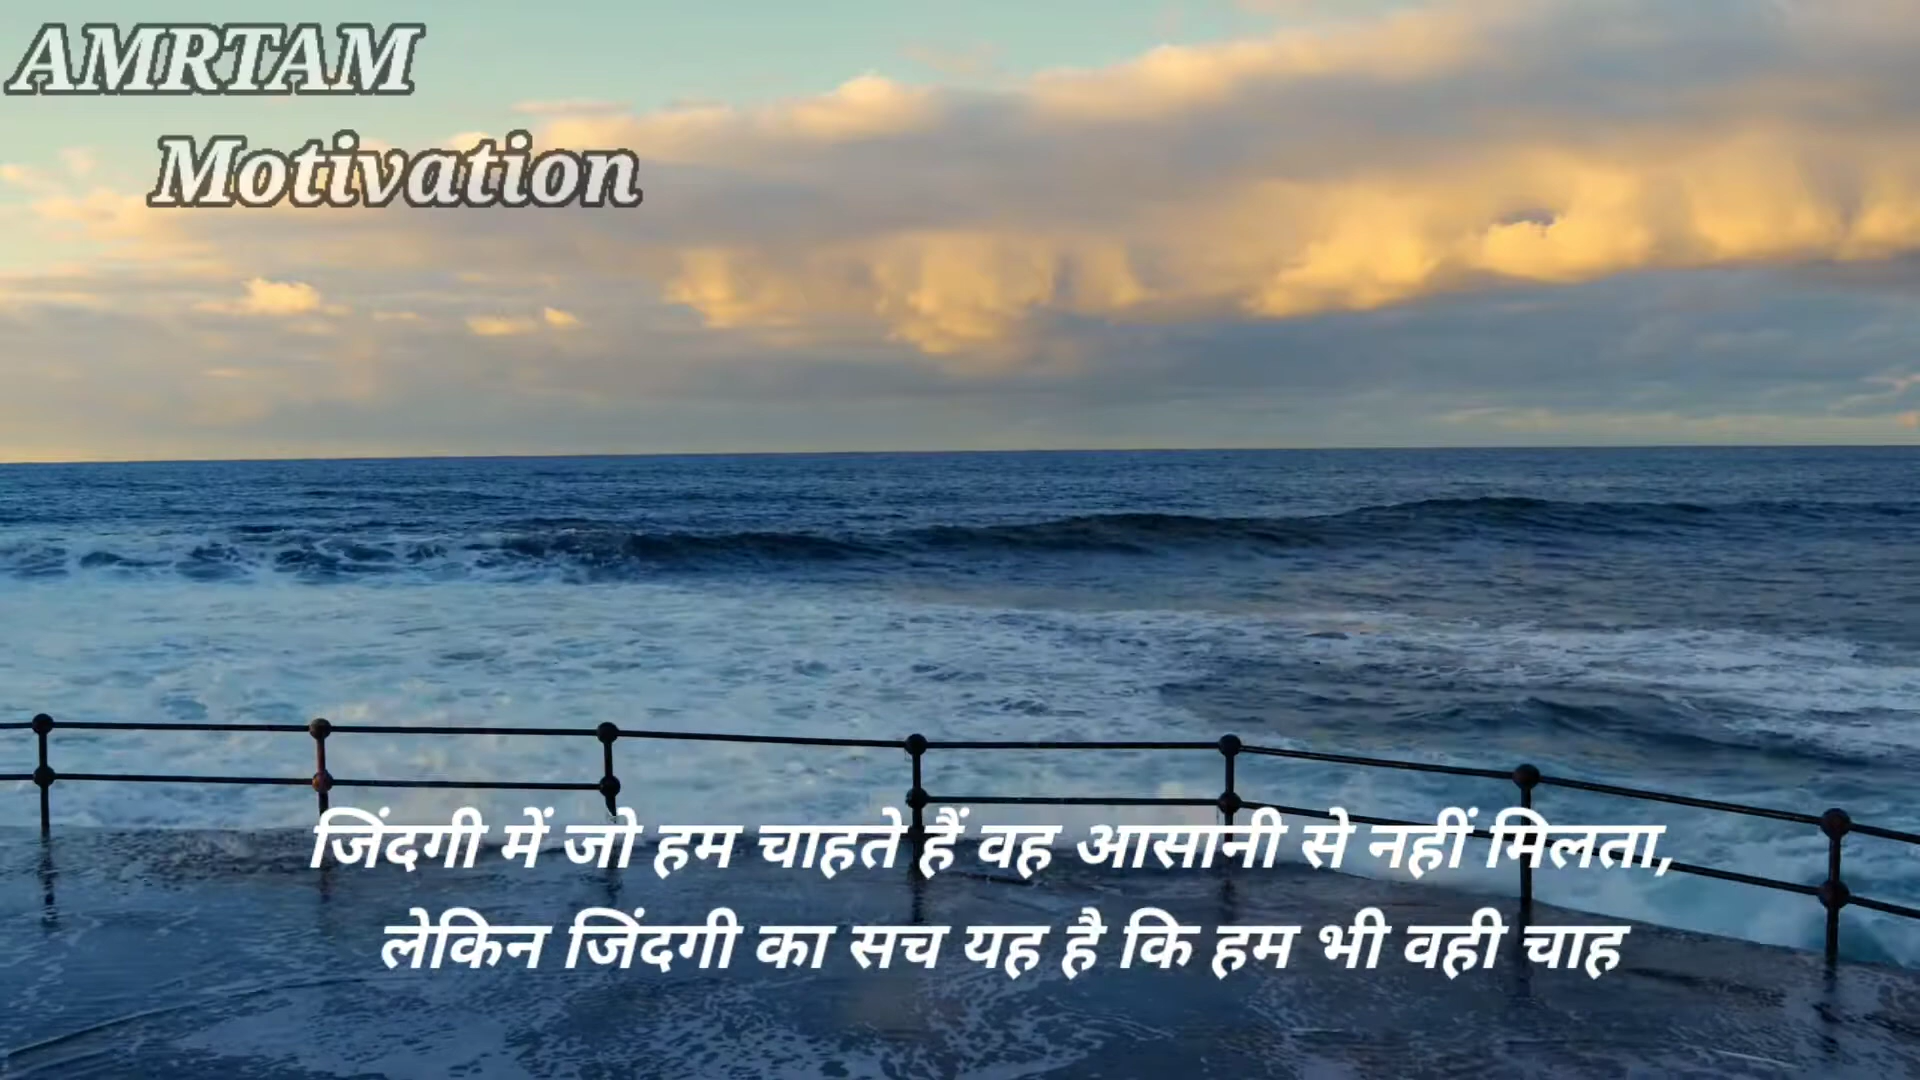 AMRTAM
Motivation
जिंदगी में जो हम चाहते हैं वह आसानी से नहीं मिलता,
लेकिन जिंदगी का सच यह है कि हम भी वही चाह